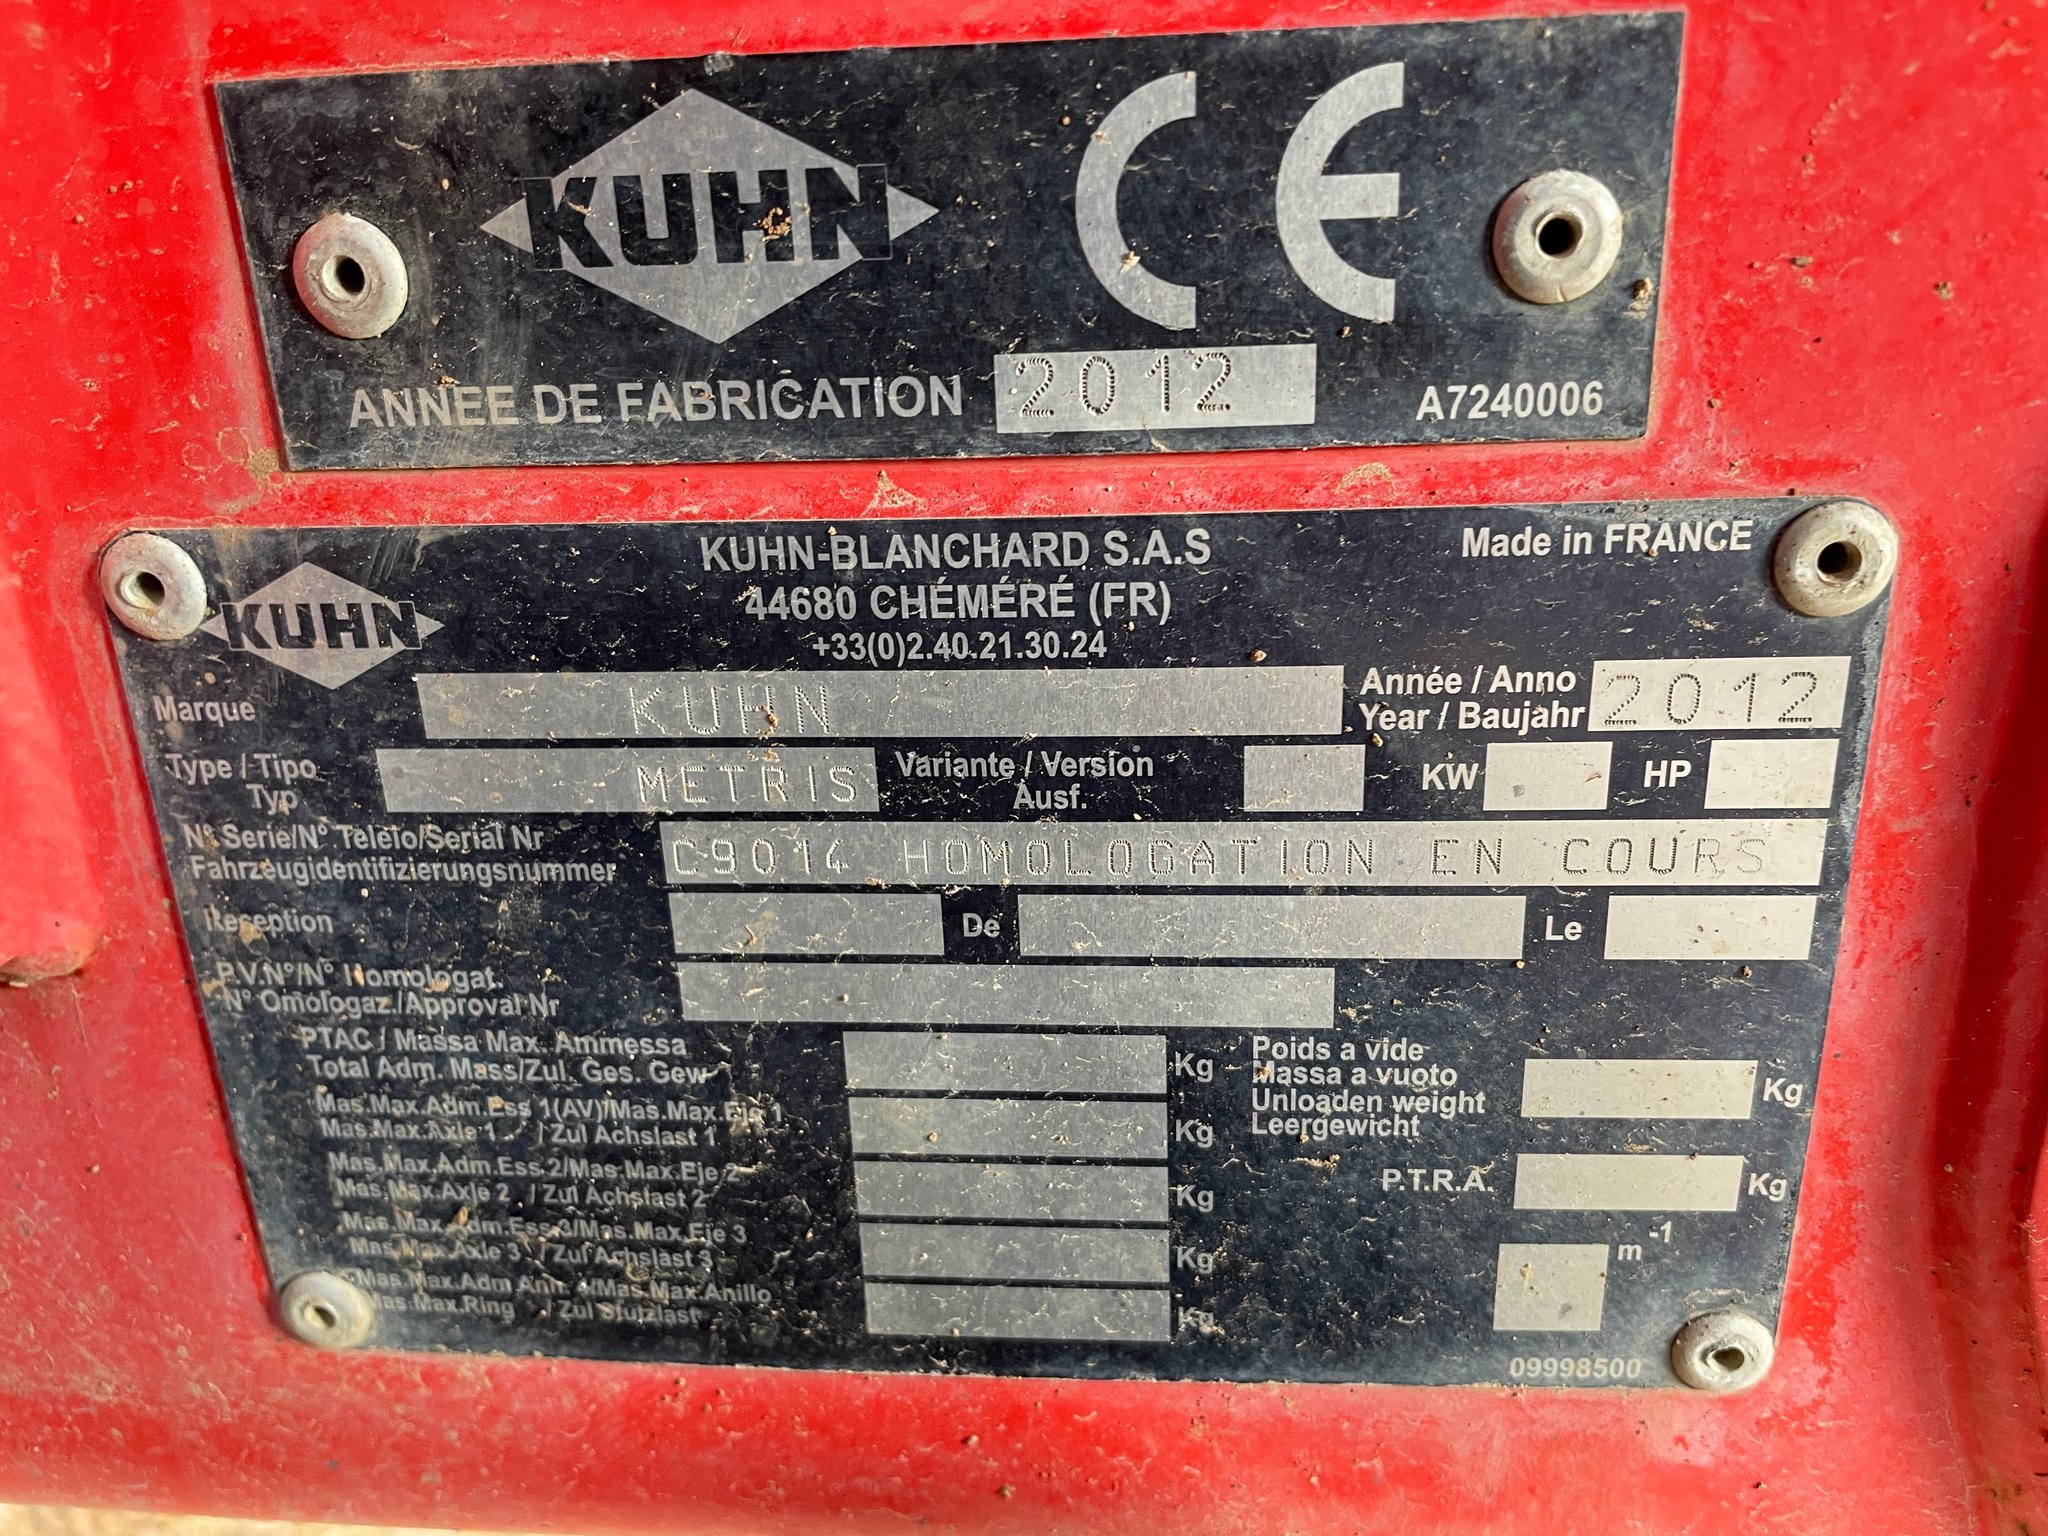 KUHN
CE
ANNEE DE FABRICATION 2012 A7240006
KUHN-BLANCHARD S.A.S Made in FRANCE
44680 CHÉMÉRÉ (FR)
+33(0)2.40.21.30.24
KUHN
Marque KUHN Année / Anno 2012
Year / Baujahr
Type / Tipo METRIS Variante / Version KW HP
Typ Ausf.
N° Serie/N° Teleio/Serial Nr C9014 HOMOLOGATION EN COURS
Fahrzeugidentifizierungsnummer
Reception De Le
P.V.N°/N° Homologat.
N° Omologaz./Approval Nr
PTAC / Massa Max. Ammessa Kg
Total Adm. Mass/Zul. Ges. Gew
Mas.Max.Adm.Ess 1(AV)/Mas.Max.Eje 1 Kg
Mas.Max.Axle 1 / Zul Achslast 1
Mas.Max.Adm.Ess.2/Mas.Max.Eje 2 Kg
Mas.Max.Axle 2 / Zul Achslast 2
Mas.Max.Adm.Ess.3/Mas.Max.Eje 3 Kg
Mas.Max.Axle 3 / Zul Achslast 3
Mas.Max.Adm.Ann 4/Mas.Max.Anillo Kg
Mas.Max.Ring / Zul Stutzlast
Poids a vide
Massa a vuoto Kg
Unloaden weight
Leergewicht
P.T.R.A. Kg
m-1
09998500